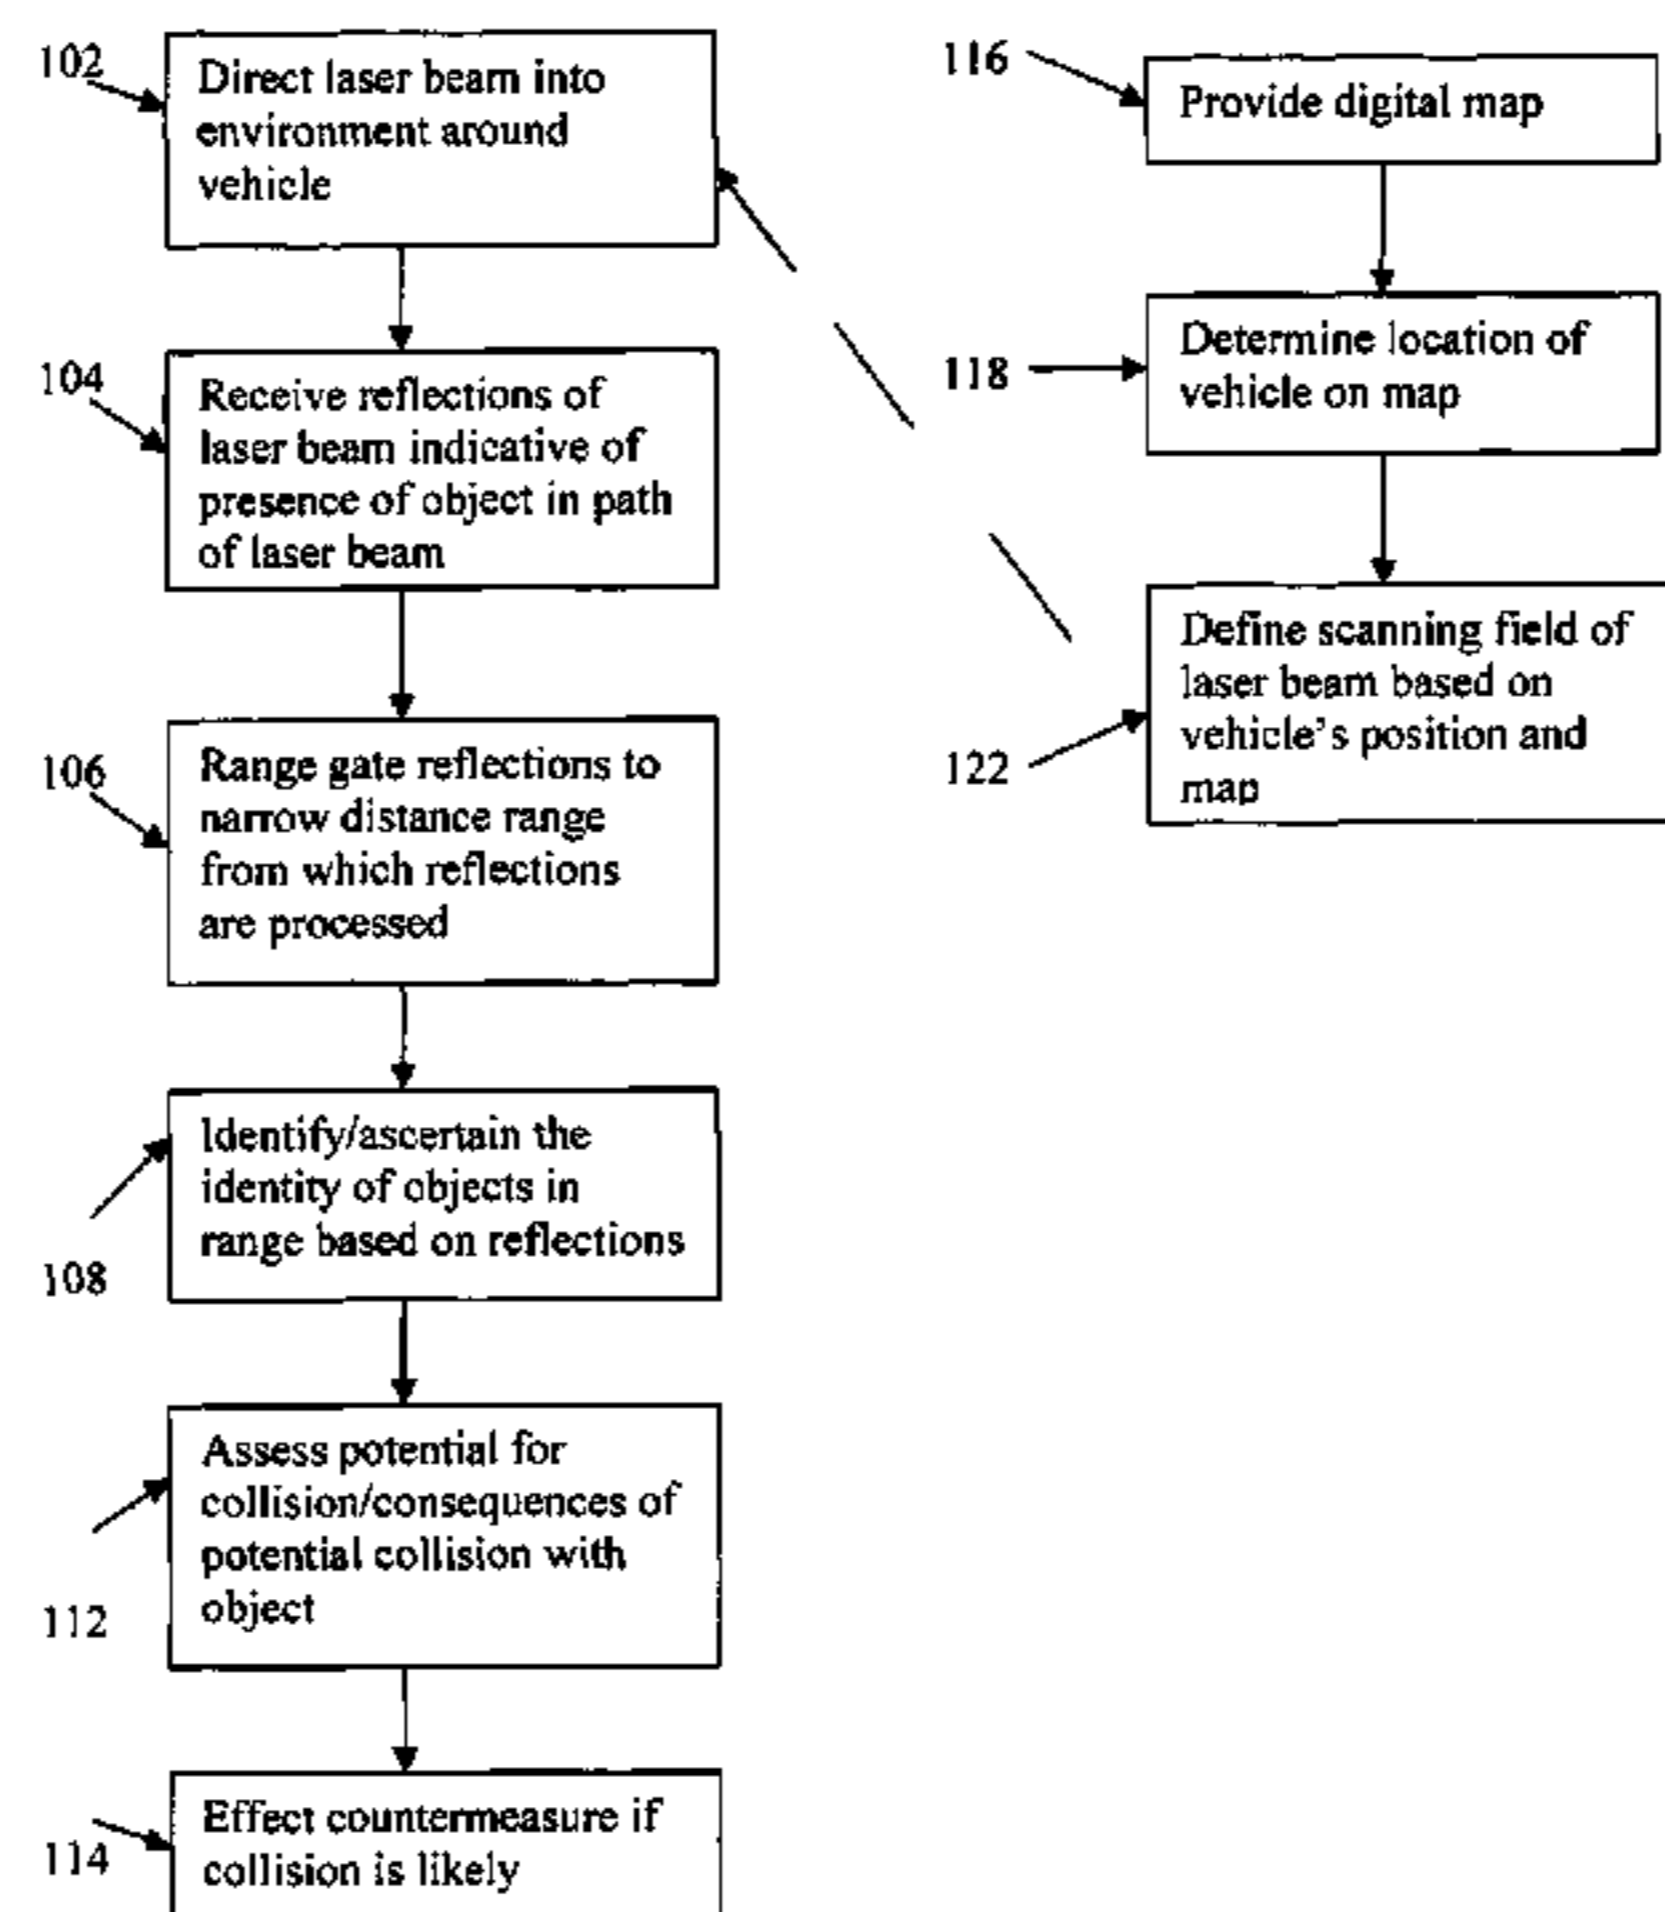 102
Direct laser beam into
environment around
vehicle
104
Receive reflections of
laser beam indicative of
presence of object in path
of laser beam
106
Range gate reflections to
narrow distance range
from which reflections
are processed
108
Identify/ascertain the
identity of objects in
range based on reflections
112
Assess potential for
collision/consequences of
potential collision with
object
114
Effect countermeasure if
collision is likely
116
Provide digital map
118
Determine location of
vehicle on map
122
Define scanning field of
laser beam based on
vehicle's position and
map